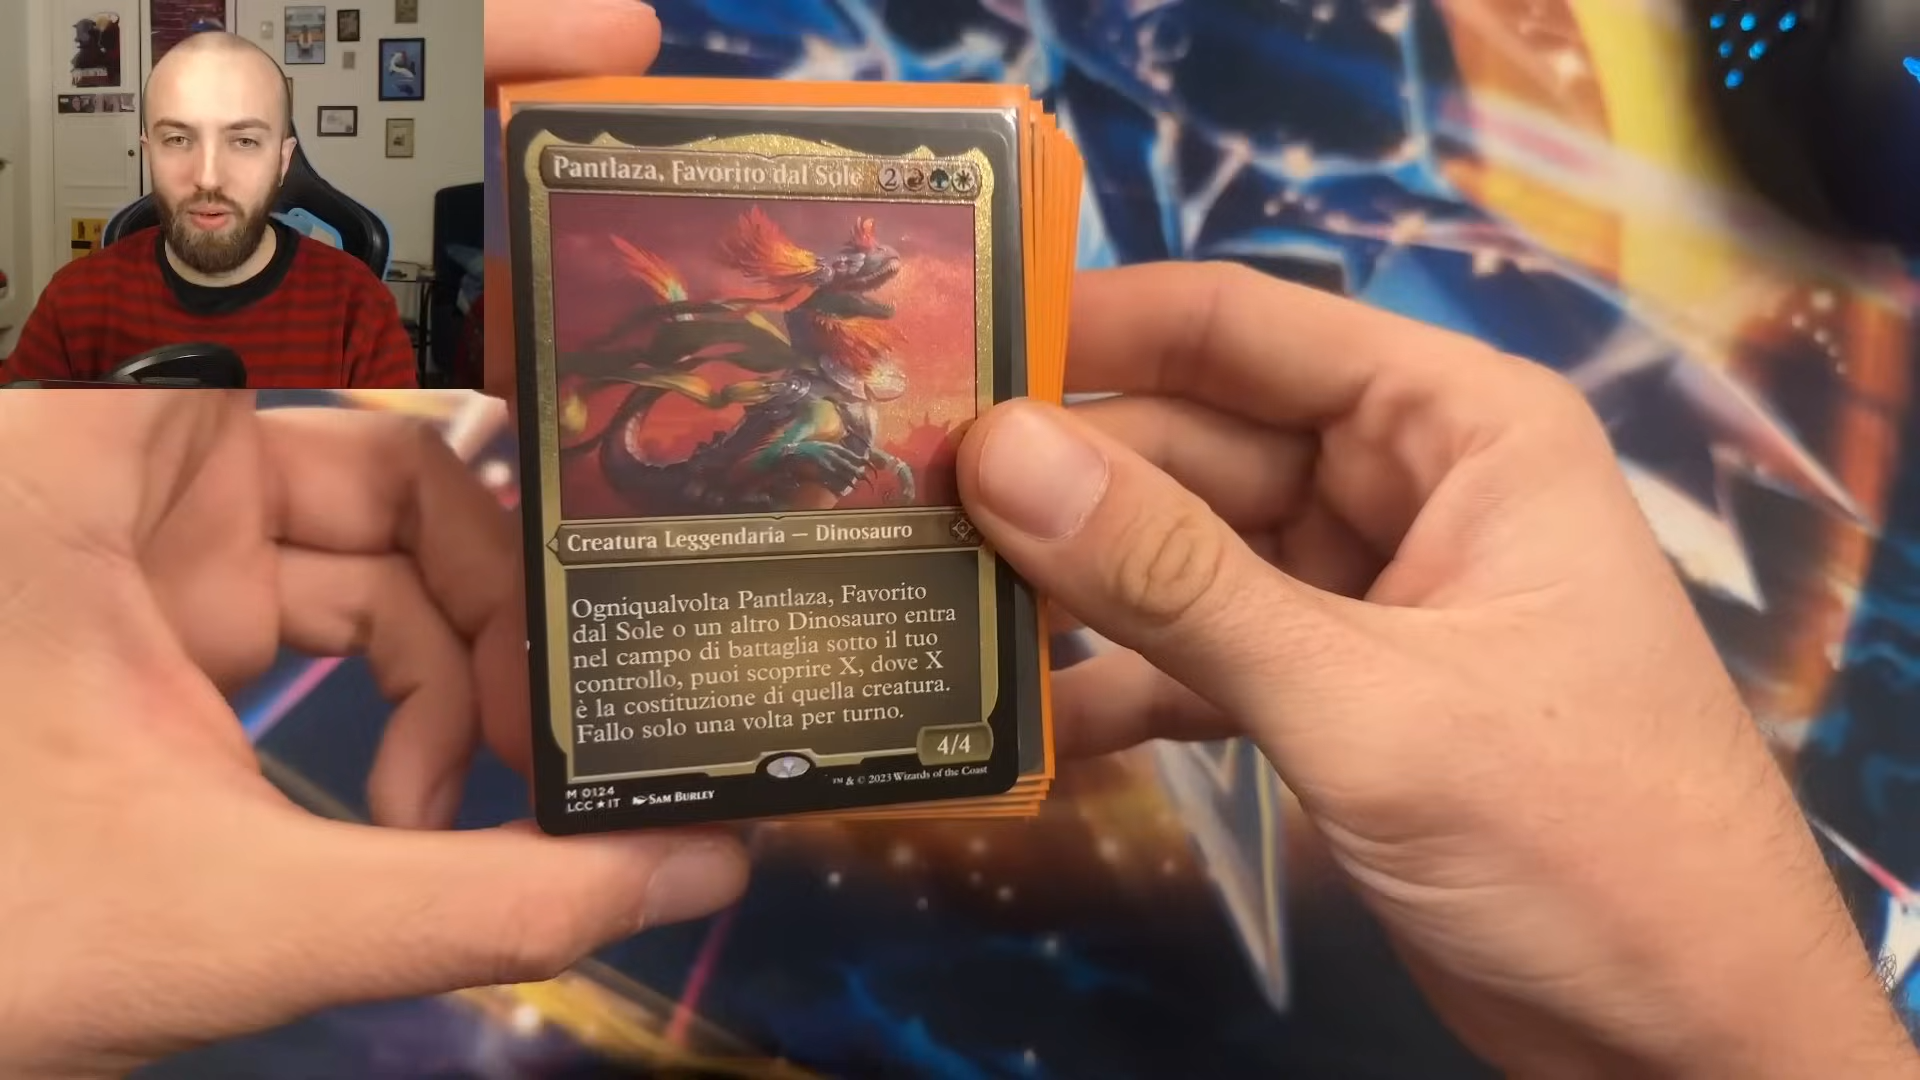 Pantlaza, Favorito dal Sole 2
Creatura Leggendaria — Dinosauro
Ogniqualvolta Pantlaza, Favorito
dal Sole o un altro Dinosauro entra
nel campo di battaglia sotto il tuo
controllo, puoi scoprire X, dove X
è la costituzione di quella creatura.
Fallo solo una volta per turno.
4/4
M 0124
LCC ★ IT SAM BURLEY
™ & © 2023 Wizards of the Coast